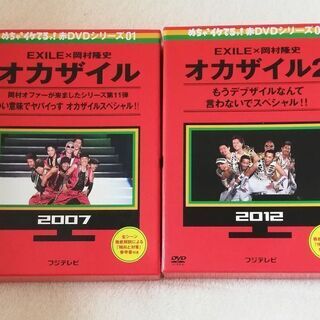 めちゃイケてるッ!赤DVDシリーズ01
EXILE×岡村隆史
オカザイル
岡村オファーが来ましたシリーズ第11弾
い意味でヤバイっす オカザイルスペシャル!!
2007
フジテレビ
めちゃイケてるッ!赤DVDシリーズ0
EXILE×岡村隆史
オカザイル2
もうデブザイルなんて
言わないでスペシャル!!
2012
DVD
フジテレビ